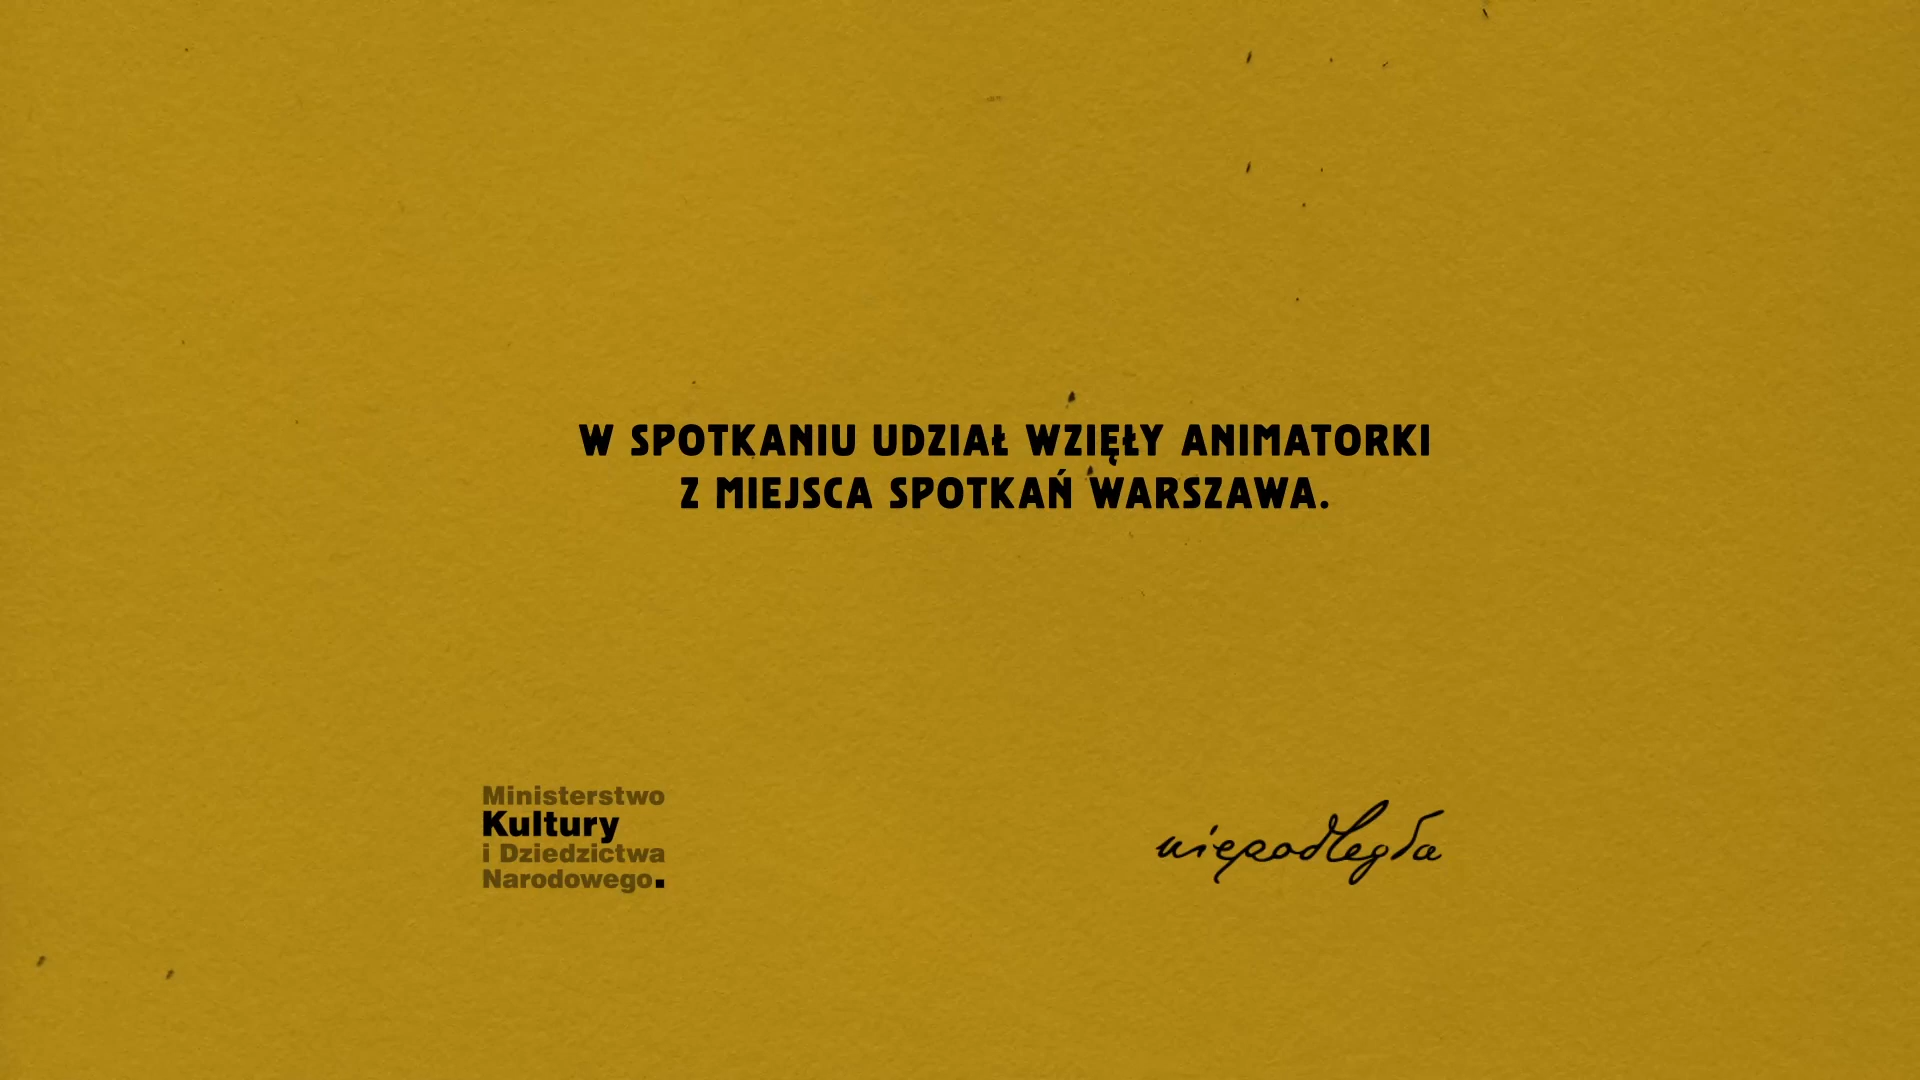 W SPOTKANIU UDZIAŁ WZIĘŁY ANIMATORKI
Z MIEJSCA SPOTKAŃ WARSZAWA.
Ministerstwo
Kultury
i Dziedzictwa
Narodowego.
niepodległa